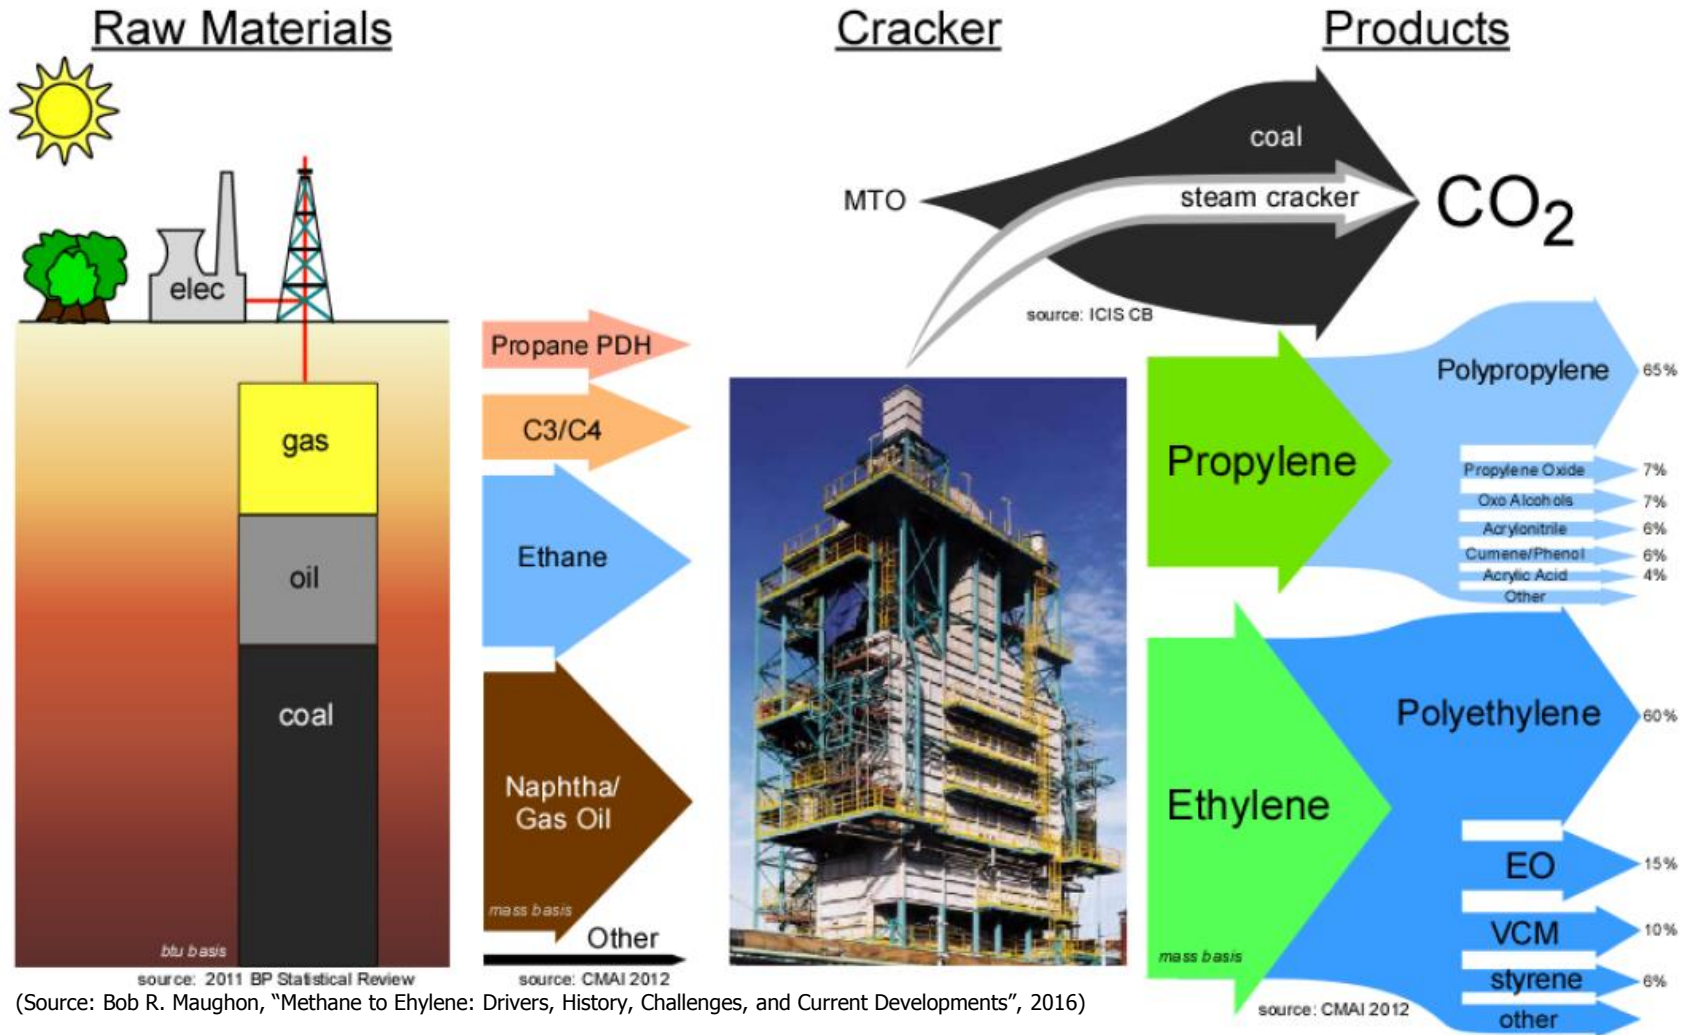 Raw Materials
Cracker
Products
elec
gas
oil
coal
btu basis
source: 2011 BP Statistical Review
Propane PDH
C3/C4
Ethane
Naphtha/
Gas Oil
mass basis
Other
source: CMAI 2012
MTO
coal
steam cracker
CO2
source: ICIS CB
Propylene
Polypropylene
65%
Propylene Oxide
7%
Oxo Alcohols
7%
Acrylonitrile
6%
Cumene/Phenol
6%
Acrylic Acid
4%
Other
Ethylene
mass basis
Polyethylene
60%
EO
15%
VCM
10%
styrene
6%
other
source: CMAI 2012
(Source: Bob R. Maughon, “Methane to Ehylene: Drivers, History, Challenges, and Current Developments”, 2016)